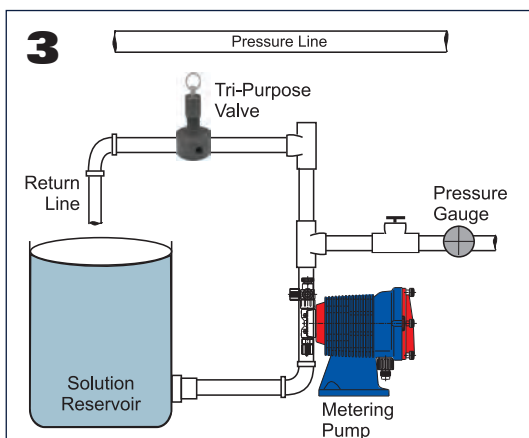 3
Pressure Line
Tri-Purpose
Valve
Return
Line
Pressure
Gauge
Solution
Reservoir
Metering
Pump